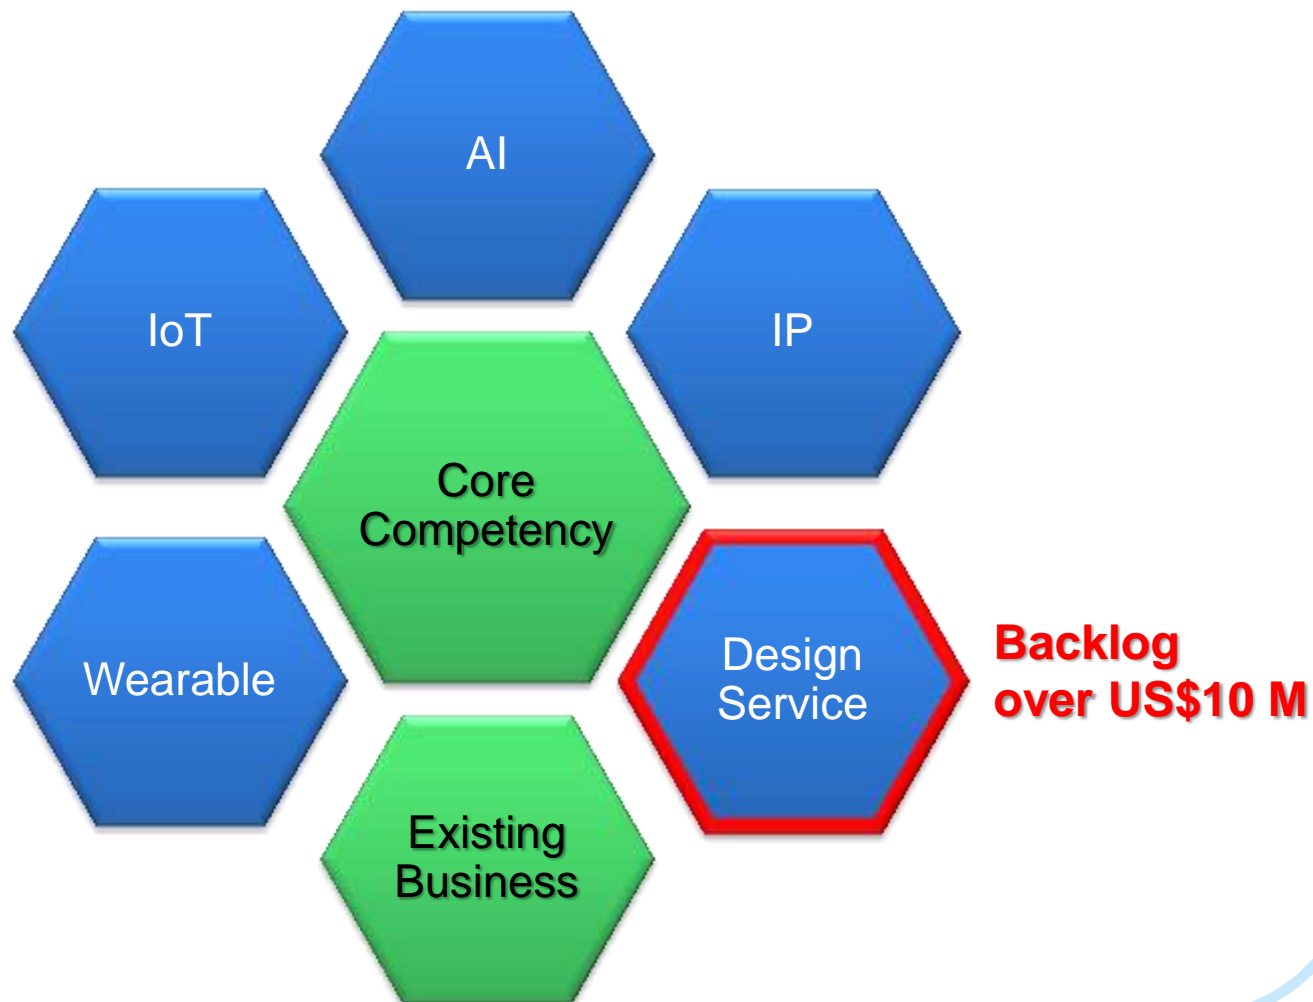 AI
IoT
IP
Core
Competency
Wearable
Design
Service
Backlog
over US$10 M
Existing
Business